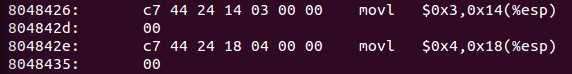 8048426: c7 44 24 14 03 00 00 movl $0x3,0x14(%esp)
804842d: 00
804842e: c7 44 24 18 04 00 00 movl $0x4,0x18(%esp)
8048435: 00